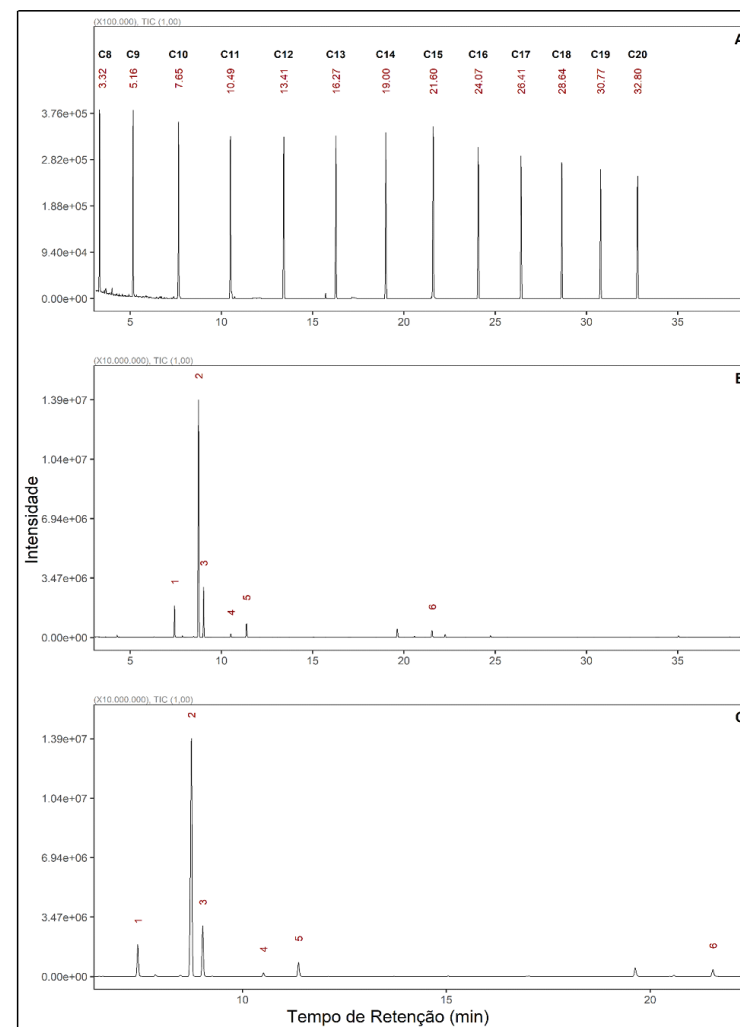 (X100.000), TIC (1,00)
A
C8 C9 C10 C11 C12 C13 C14 C15 C16 C17 C18 C19 C20
3.32 5.16 7.65 10.49 13.41 16.27 19.00 21.60 24.07 26.41 28.64 30.77 32.80
3.76e+05
2.82e+05
1.88e+05
9.40e+04
0.00e+00
5 10 15 20 25 30 35
(X10.000.000), TIC (1,00)
2
1.39e+07
1.04e+07
6.94e+06
3.47e+06
0.00e+00
1 3 4 5 6
5 10 15 20 25 30 35
Intensidade
(X10.000.000), TIC (1,00)
2
1.39e+07
1.04e+07
6.94e+06
3.47e+06
0.00e+00
1 3 4 5 6
10 15 20
Tempo de Retenção (min)